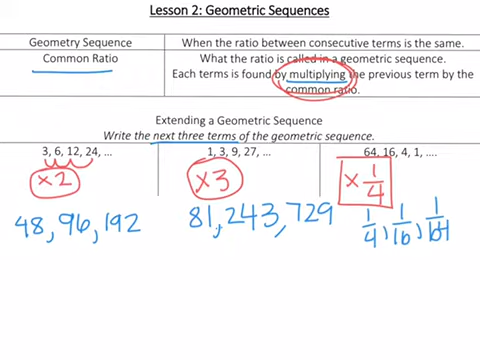 Lesson 2: Geometric Sequences
Geometry Sequence
When the ratio between consecutive terms is the same.
Common Ratio
What the ratio is called in a geometric sequence.
Each terms is found by multiplying the previous term by the
common ratio.
Extending a Geometric Sequence
Write the next three terms of the geometric sequence.
3, 6, 12, 24, ...
1, 3, 9, 27, ...
64, 16, 4, 1, ....
×2
×3
× 1/4
48, 96, 192
81, 243, 729
1/4, 1/16, 1/64